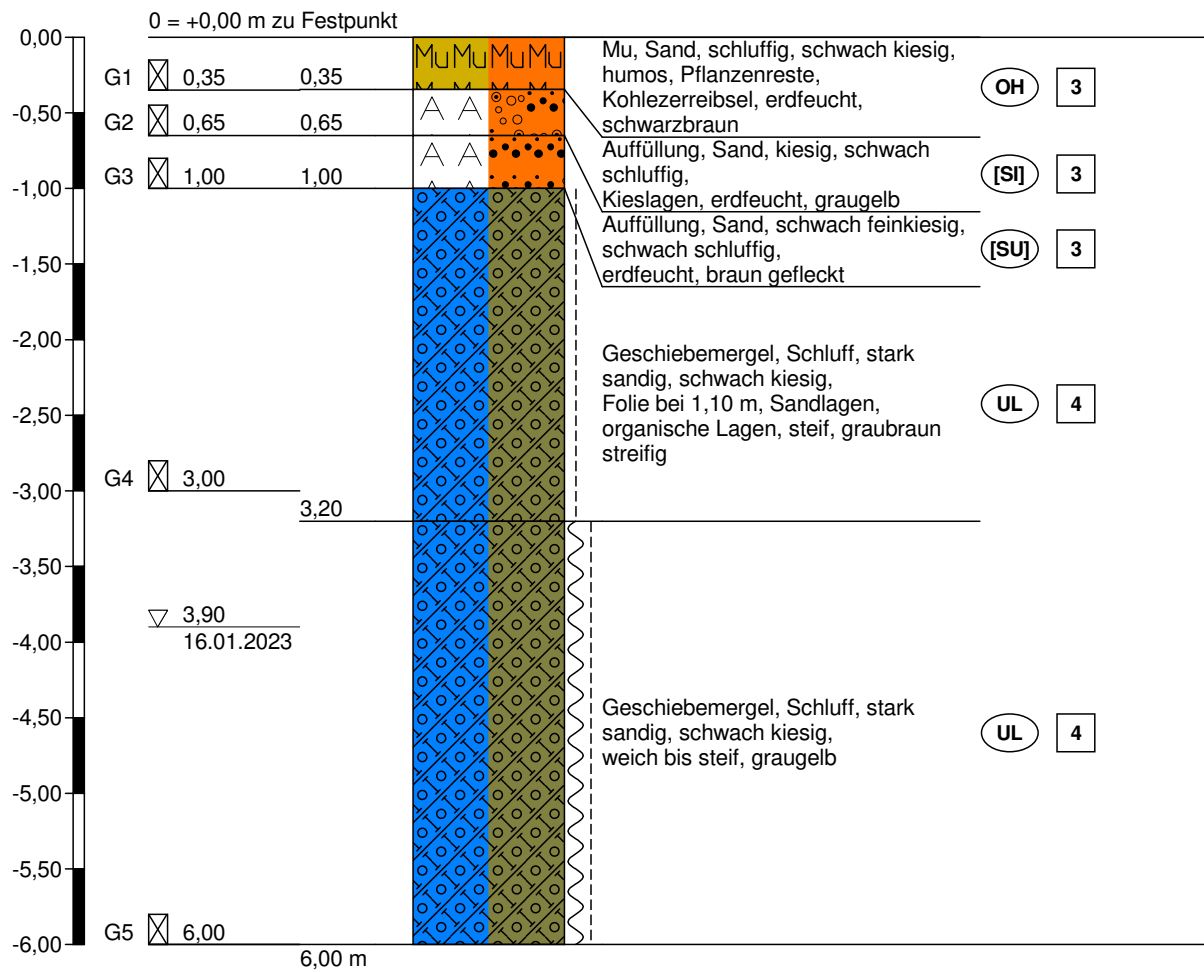 0 = +0,00 m zu Festpunkt
0,00
-0,50
-1,00
-1,50
-2,00
-2,50
-3,00
-3,50
-4,00
-4,50
-5,00
-5,50
-6,00
G1 0,35 0,35
G2 0,65 0,65
G3 1,00 1,00
G4 3,00
3,20
3,90
16.01.2023
G5 6,00
6,00 m
Mu Mu Mu Mu
A A
A A
Mu, Sand, schluffig, schwach kiesig,
humos, Pflanzenreste,
Kohlezerreibsel, erdfeucht,
schwarzbraun
OH 3
Auffüllung, Sand, kiesig, schwach
schluffig,
Kieslagen, erdfeucht, graugelb
[SI] 3
Auffüllung, Sand, schwach feinkiesig,
schwach schluffig,
erdfeucht, braun gefleckt
[SU] 3
Geschiebemergel, Schluff, stark
sandig, schwach kiesig,
Folie bei 1,10 m, Sandlagen,
organische Lagen, steif, graubraun
streifig
UL 4
Geschiebemergel, Schluff, stark
sandig, schwach kiesig,
weich bis steif, graugelb
UL 4